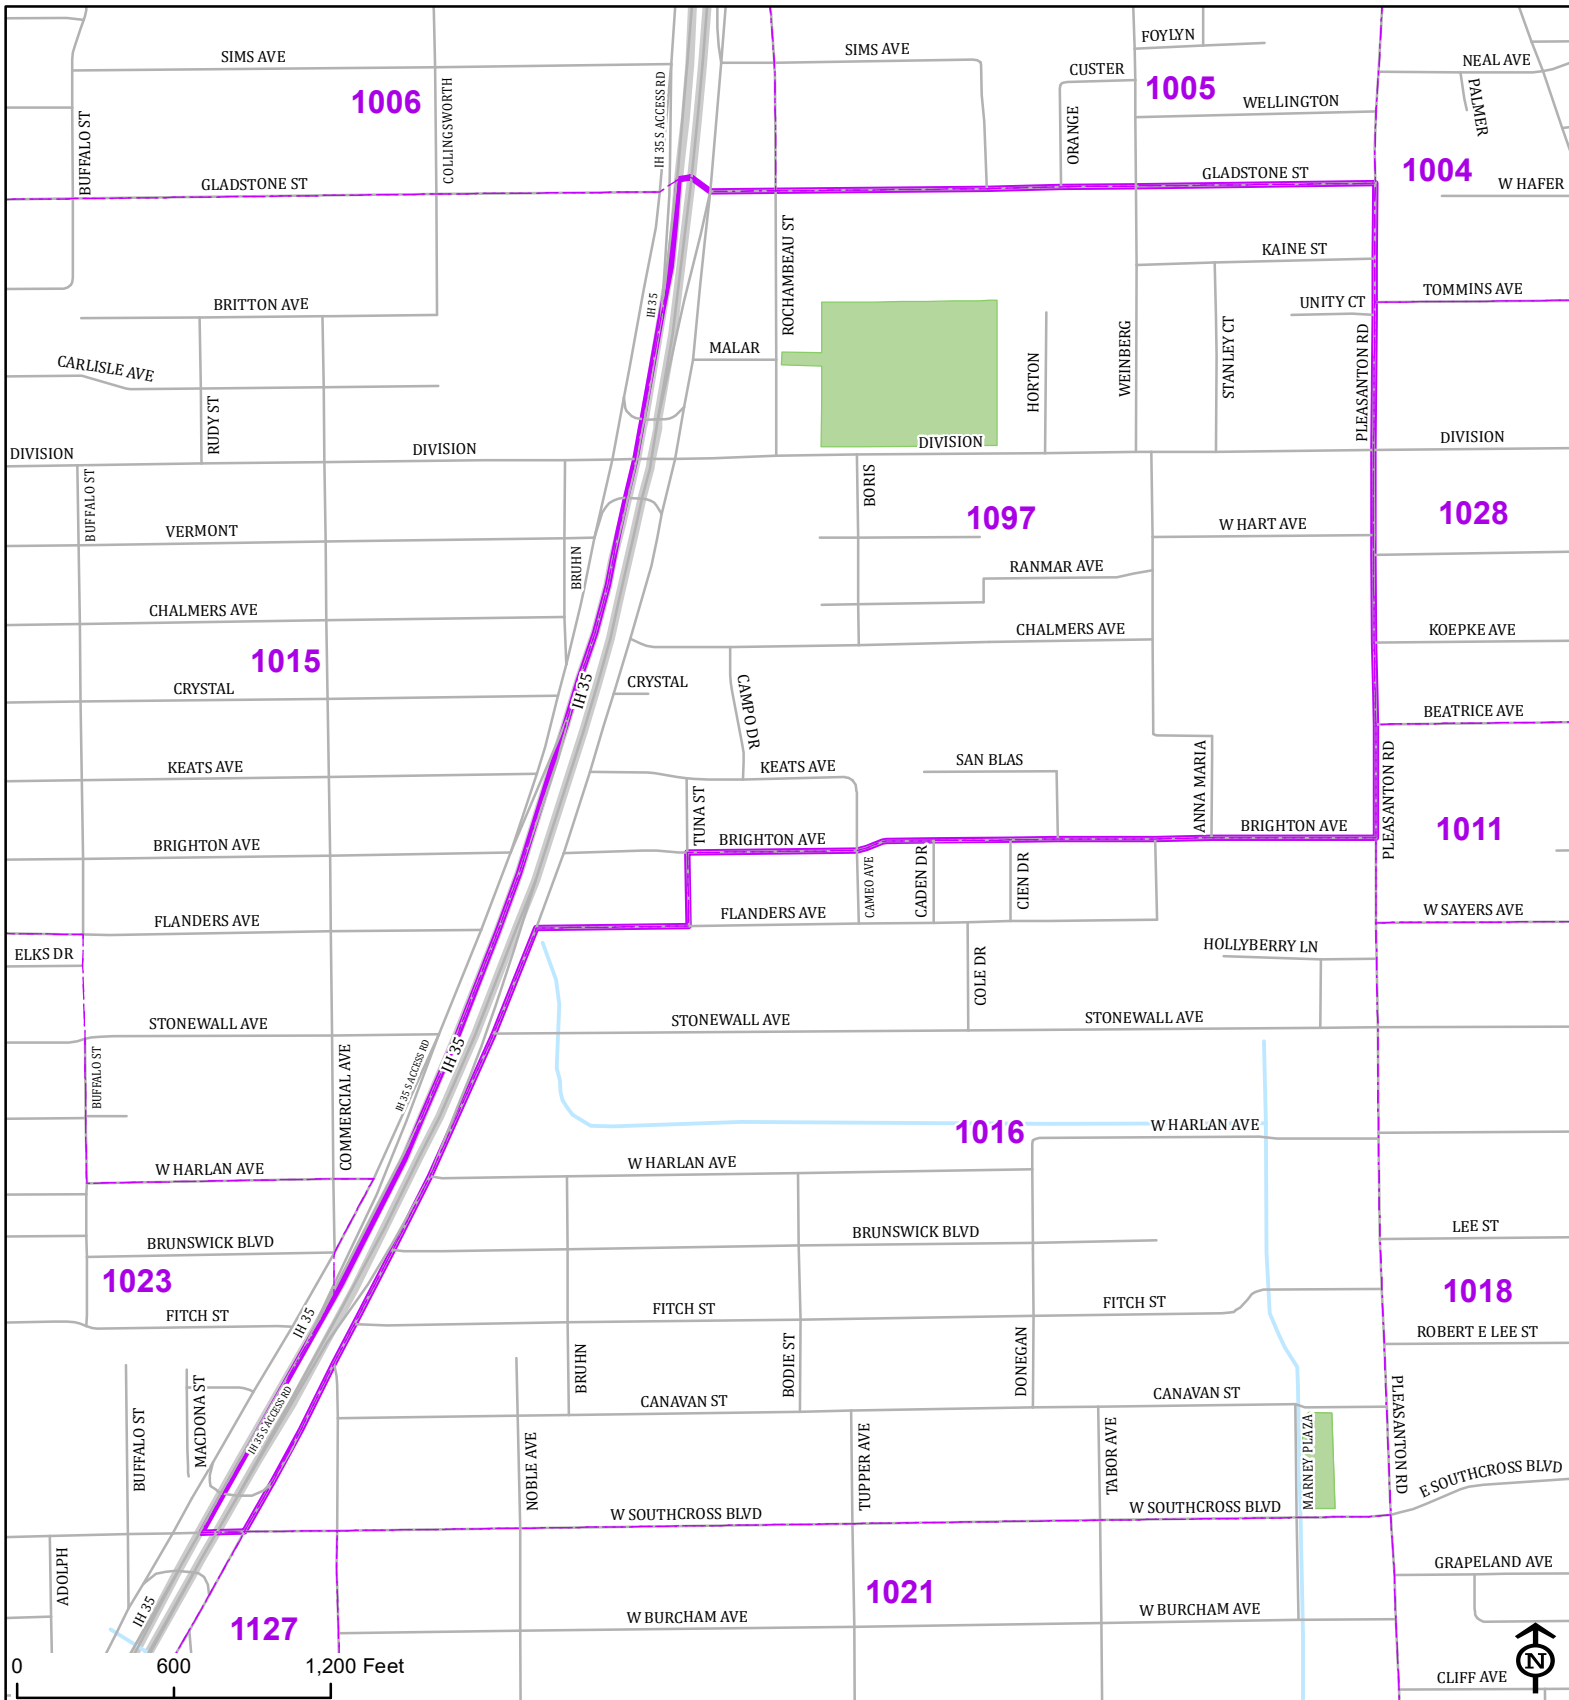 FOYLYN
SIMS AVE
SIMS AVE
NEAL AVE
CUSTER
1006
COLLINGSWORTH
IH 35 S ACCESS RD
1005
WELLINGTON
PALMER
BUFFALO ST
ORANGE
1004
GLADSTONE ST
GLADSTONE ST
W HAFER
ROCHAMBEAU ST
KAINE ST
TOMMINS AVE
BRITTON AVE
IH 35
UNITY CT
MALAR
CARLISLE AVE
HORTON
WEINBERG
STANLEY CT
PLEASANTON RD
RUDY ST
DIVISION
DIVISION
DIVISION
DIVISION
BUFFALO ST
BORIS
1097
1028
VERMONT
W HART AVE
BRUHN
RANMAR AVE
CHALMERS AVE
CHALMERS AVE
KOEPKE AVE
1015
CRYSTAL
IH 35
CRYSTAL
CAMPO DR
BEATRICE AVE
KEATS AVE
KEATS AVE
SAN BLAS
ANNA MARIA
PLEASANTON RD
TUNA ST
BRIGHTON AVE
BRIGHTON AVE
BRIGHTON AVE
1011
CAMEO AVE
CADEN DR
CIEN DR
FLANDERS AVE
FLANDERS AVE
W SAYERS AVE
ELKS DR
HOLLYBERRY LN
COLE DR
STONEWALL AVE
STONEWALL AVE
STONEWALL AVE
IH 35 S ACCESS RD
IH 35
BUFFALO ST
COMMERCIAL AVE
1016
W HARLAN AVE
W HARLAN AVE
W HARLAN AVE
BRUNSWICK BLVD
BRUNSWICK BLVD
LEE ST
1023
1018
FITCH ST
IH 35
FITCH ST
FITCH ST
ROBERT E LEE ST
BRUHN
BODIE ST
DONEGAN
MACDONA ST
IH 35 S ACCESS RD
CANAVAN ST
CANAVAN ST
PLEASANTON RD
BUFFALO ST
NOBLE AVE
TUPPER AVE
TABOR AVE
MARNEY PLAZA
E SOUTHCROSS BLVD
W SOUTHCROSS BLVD
W SOUTHCROSS BLVD
ADOLPH
GRAPELAND AVE
IH 35
1021
1127
W BURCHAM AVE
W BURCHAM AVE
0 600 1,200 Feet
N
CLIFF AVE